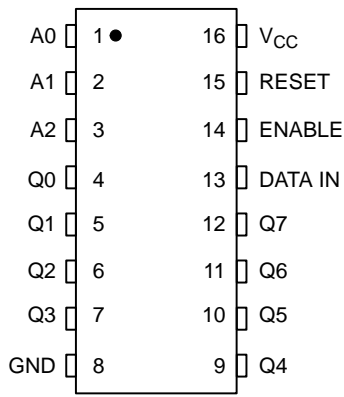 A0 1 16 VCC
A1 2 15 RESET
A2 3 14 ENABLE
Q0 4 13 DATA IN
Q1 5 12 Q7
Q2 6 11 Q6
Q3 7 10 Q5
GND 8 9 Q4